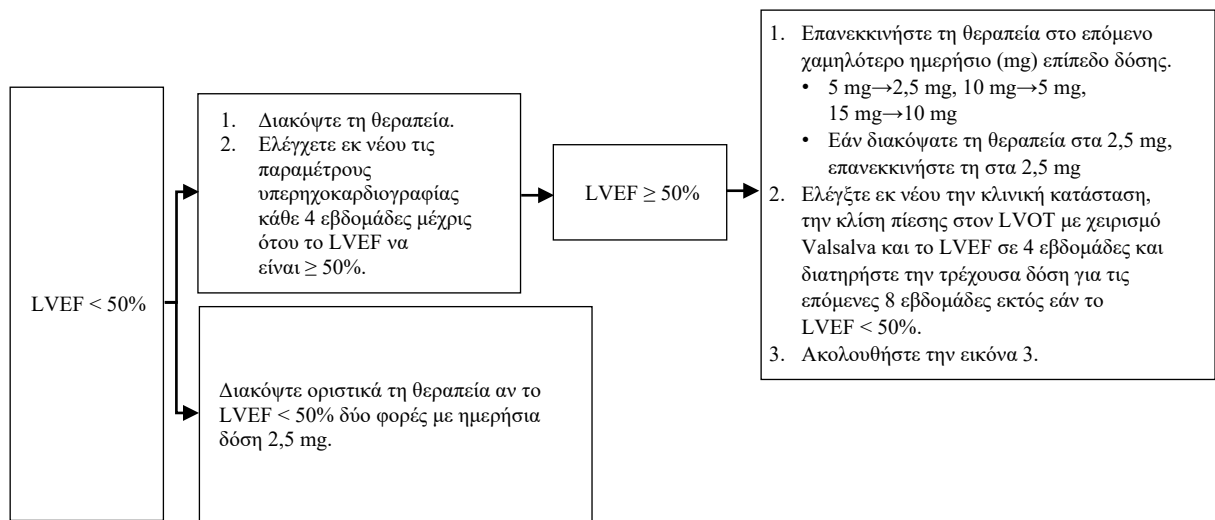 LVEF < 50%
1. Διακόψτε τη θεραπεία.
2. Ελέγχετε εκ νέου τις
παραμέτρους
υπερηχοκαρδιογραφίας
κάθε 4 εβδομάδες μέχρις
ότου το LVEF να
είναι ≥ 50%.
Διακόψτε οριστικά τη θεραπεία αν το
LVEF < 50% δύο φορές με ημερήσια
δόση 2,5 mg.
LVEF ≥ 50%
1. Επανεκκινήστε τη θεραπεία στο επόμενο
χαμηλότερο ημερήσιο (mg) επίπεδο δόσης.
• 5 mg→2,5 mg, 10 mg→5 mg,
15 mg→10 mg
• Εάν διακόψατε τη θεραπεία στα 2,5 mg,
επανεκκινήστε τη στα 2,5 mg
2. Ελέγξτε εκ νέου την κλινική κατάσταση,
την κλίση πίεσης στον LVOT με χειρισμό
Valsalva και το LVEF σε 4 εβδομάδες και
διατηρήστε την τρέχουσα δόση για τις
επόμενες 8 εβδομάδες εκτός εάν το
LVEF < 50%.
3. Ακολουθήστε την εικόνα 3.